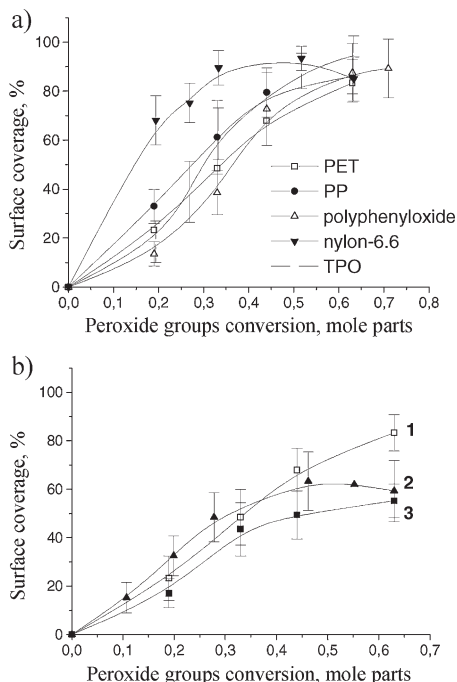 a)
100
80
60
40
20
0
Surface coverage, %
PET
PP
polyphenyloxide
nylon-6.6
TPO
0,0 0,1 0,2 0,3 0,4 0,5 0,6 0,7 0,8
Peroxide groups conversion, mole parts
b)
100
80
60
40
20
0
Surface coverage, %
1
2
3
0,0 0,1 0,2 0,3 0,4 0,5 0,6 0,7
Peroxide groups conversion, mole parts